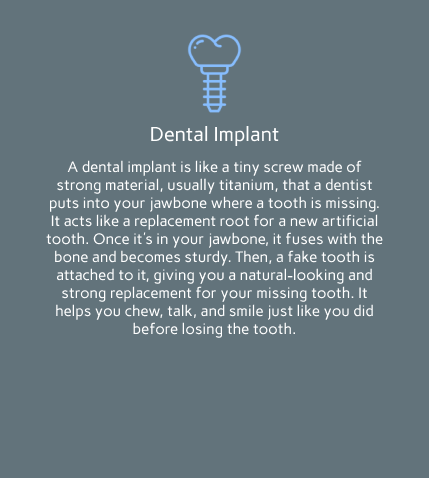 Dental Implant
A dental implant is like a tiny screw made of
strong material, usually titanium, that a dentist
puts into your jawbone where a tooth is missing.
It acts like a replacement root for a new artificial
tooth. Once it's in your jawbone, it fuses with the
bone and becomes sturdy. Then, a fake tooth is
attached to it, giving you a natural-looking and
strong replacement for your missing tooth. It
helps you chew, talk, and smile just like you did
before losing the tooth.